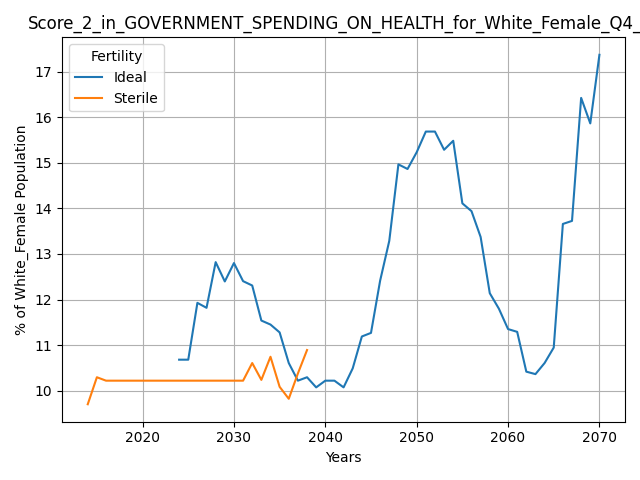 Score_2_in_GOVERNMENT_SPENDING_ON_HEALTH_for_White_Female_Q4_
Fertility
Ideal
Sterile
% of White_Female Population
17
16
15
14
13
12
11
10
2020 2030 2040 2050 2060 2070
Years